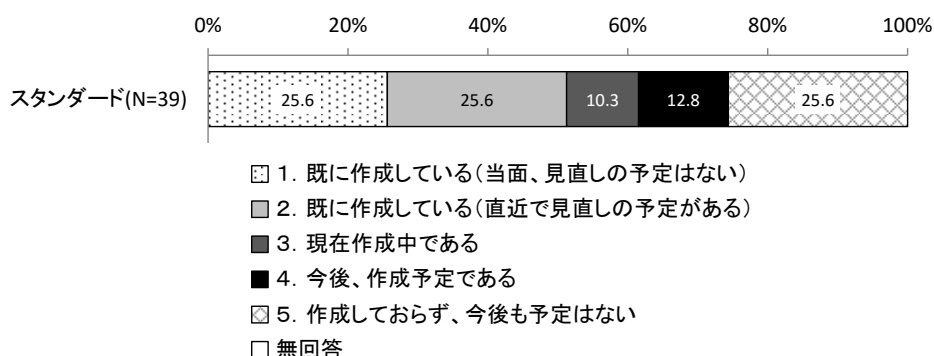 0% 20% 40% 60% 80% 100%
スタンダード(N=39) 25.6 25.6 10.3 12.8 25.6
1．既に作成している（当面、見直しの予定はない）
2．既に作成している（直近で見直しの予定がある）
3．現在作成中である
4．今後、作成予定である
5．作成しておらず、今後も予定はない
無回答